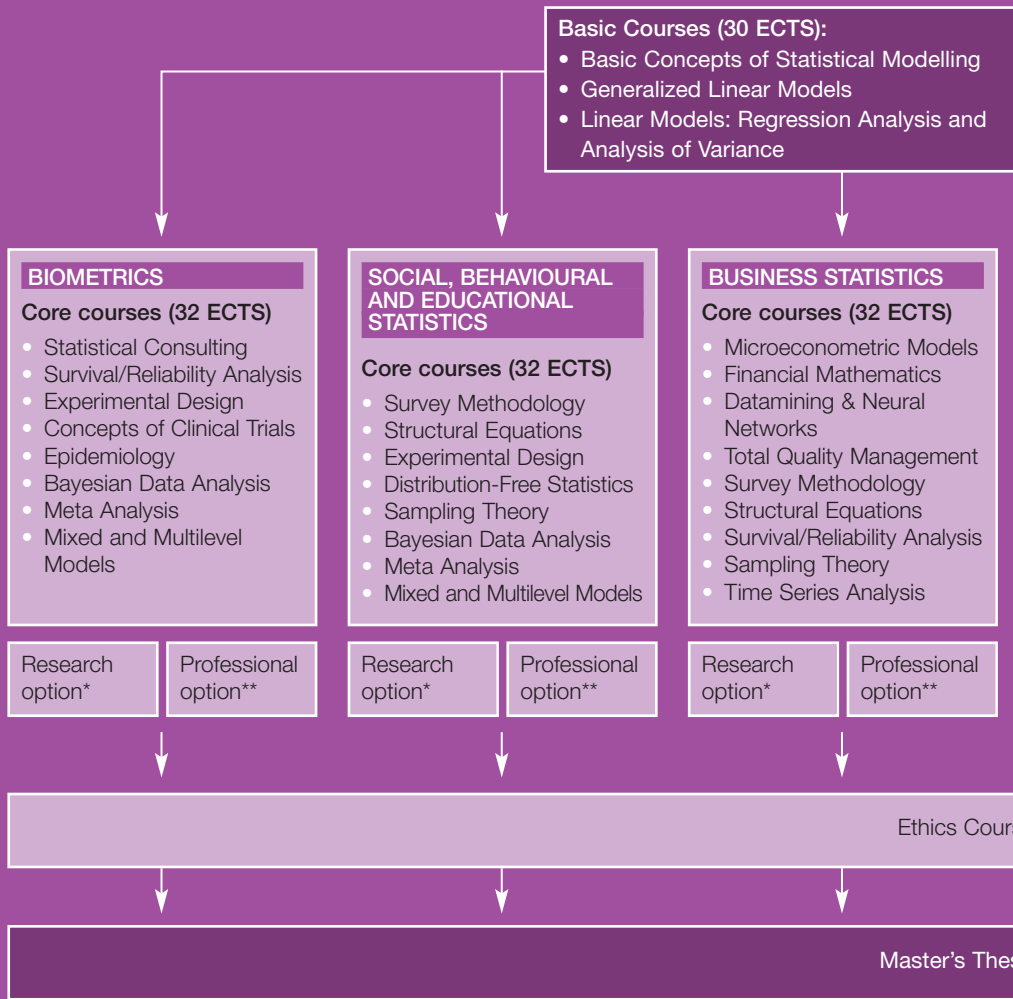 Basic Courses (30 ECTS):
• Basic Concepts of Statistical Modelling
• Generalized Linear Models
• Linear Models: Regression Analysis and
Analysis of Variance
BIOMETRICS
Core courses (32 ECTS)
• Statistical Consulting
• Survival/Reliability Analysis
• Experimental Design
• Concepts of Clinical Trials
• Epidemiology
• Bayesian Data Analysis
• Meta Analysis
• Mixed and Multilevel
Models
SOCIAL, BEHAVIOURAL
AND EDUCATIONAL
STATISTICS
Core courses (32 ECTS)
• Survey Methodology
• Structural Equations
• Experimental Design
• Distribution-Free Statistics
• Sampling Theory
• Bayesian Data Analysis
• Meta Analysis
• Mixed and Multilevel Models
BUSINESS STATISTICS
Core courses (32 ECTS)
• Microeconometric Models
• Financial Mathematics
• Datamining & Neural
Networks
• Total Quality Management
• Survey Methodology
• Structural Equations
• Survival/Reliability Analysis
• Sampling Theory
• Time Series Analysis
Research
option*
Professional
option**
Research
option*
Professional
option**
Research
option*
Professional
option**
Ethics Cours
Master's Thes